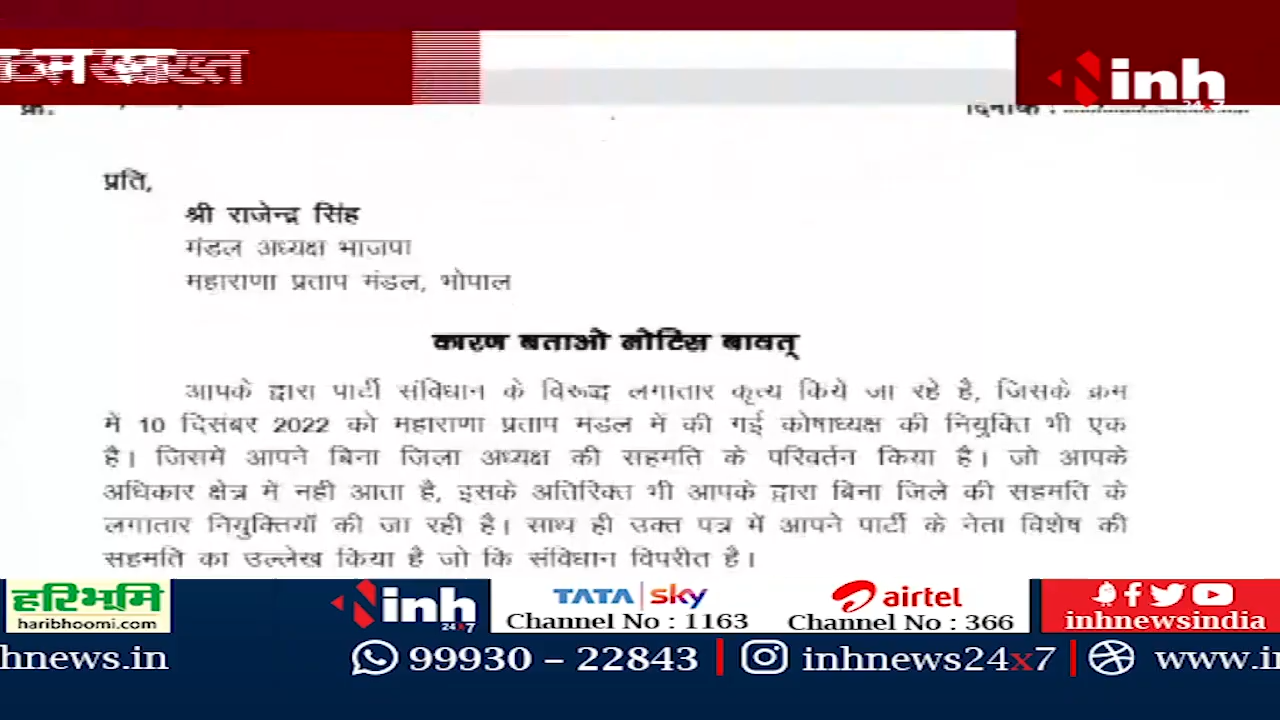 inh
24x7
क्र.
दिनांक :
प्रति,
श्री राजेन्द्र सिंह
मंडल अध्यक्ष भाजपा
महाराणा प्रताप मंडल, भोपाल
कारण बताओ नोटिस बावत्
आपके द्वारा पार्टी संविधान के विरूद्ध लगातार कृत्य किये जा रहे है, जिसके क्रम
में 10 दिसंबर 2022 को महाराणा प्रताप मंडल में की गई कोषाध्यक्ष की नियुक्ति भी एक
है। जिसमें आपने बिना जिला अध्यक्ष की सहमति के परिवर्तन किया है। जो आपके
अधिकार क्षेत्र में नही आता है, इसके अतिरिक्त भी आपके द्वारा बिना जिले की सहमति के
लगातार नियुक्तियॉ की जा रही है। साथ ही उक्त पत्र में आपने पार्टी के नेता विशेष की
सहमति का उल्लेख किया है जो कि संविधान विपरीत है।
हरिभूमि
haribhoomi.com
inh
24x7
TATA sky
Channel No : 1163
airtel
Channel No : 366
inhnewsindia
hnews.in
99930 – 22843
inhnews24x7
www.in